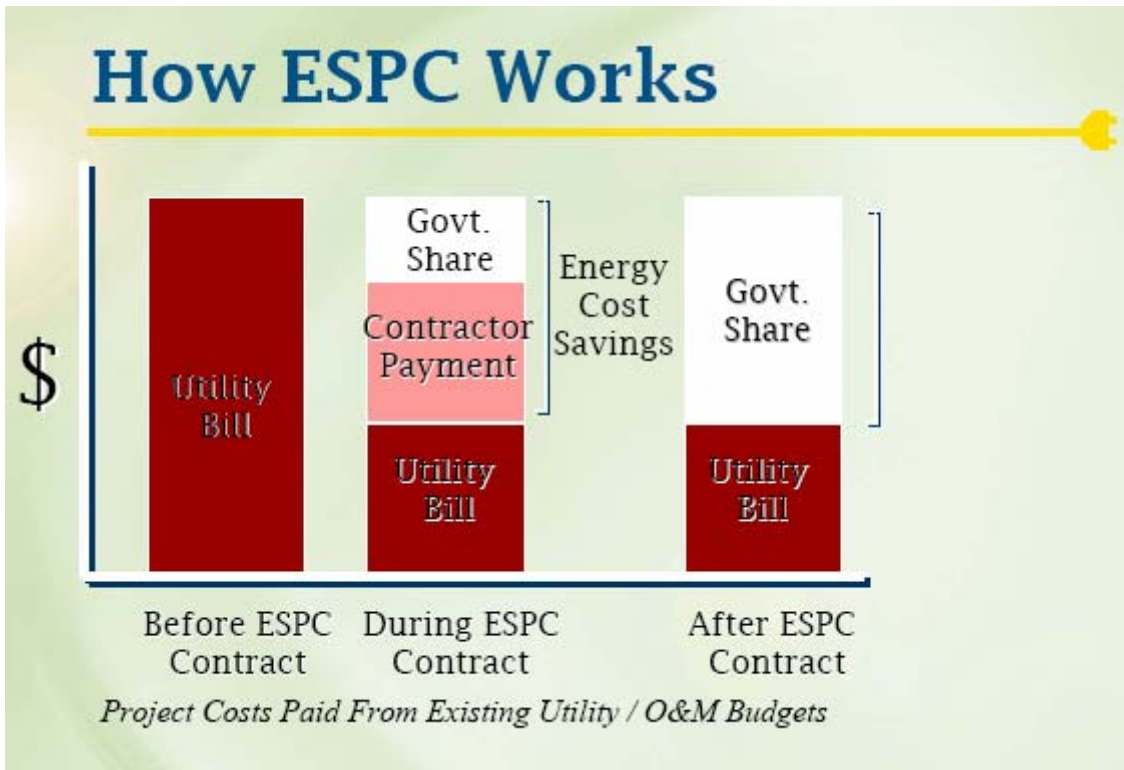 How ESPC Works
$
Utility
Bill
Govt.
Share
Contractor
Payment
Utility
Bill
Energy
Cost
Savings
Govt.
Share
Utility
Bill
Before ESPC
Contract
During ESPC
Contract
After ESPC
Contract
Project Costs Paid From Existing Utility / O&M Budgets